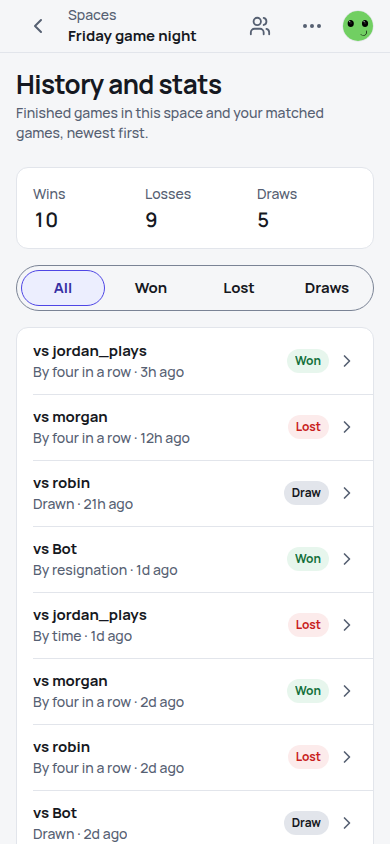 Spaces
Friday game night
History and stats
Finished games in this space and your matched
games, newest first.
Wins
Losses
Draws
10
9
5
All
Won
Lost
Draws
vs jordan_plays
By four in a row · 3h ago
Won
vs morgan
By four in a row · 12h ago
Lost
vs robin
Drawn · 21h ago
Draw
vs Bot
By resignation · 1d ago
Won
vs jordan_plays
By time · 1d ago
Lost
vs morgan
By four in a row · 2d ago
Won
vs robin
By four in a row · 2d ago
Lost
vs Bot
Drawn · 2d ago
Draw